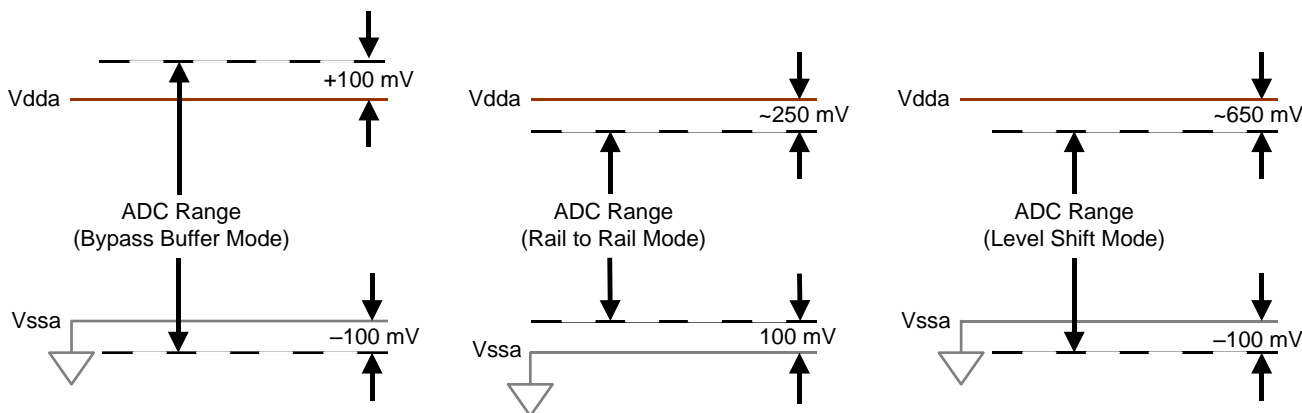 +100 mV
Vdda
ADC Range
(Bypass Buffer Mode)
Vssa
–100 mV
Vdda
~250 mV
ADC Range
(Rail to Rail Mode)
100 mV
Vssa
Vdda
~650 mV
ADC Range
(Level Shift Mode)
Vssa
–100 mV